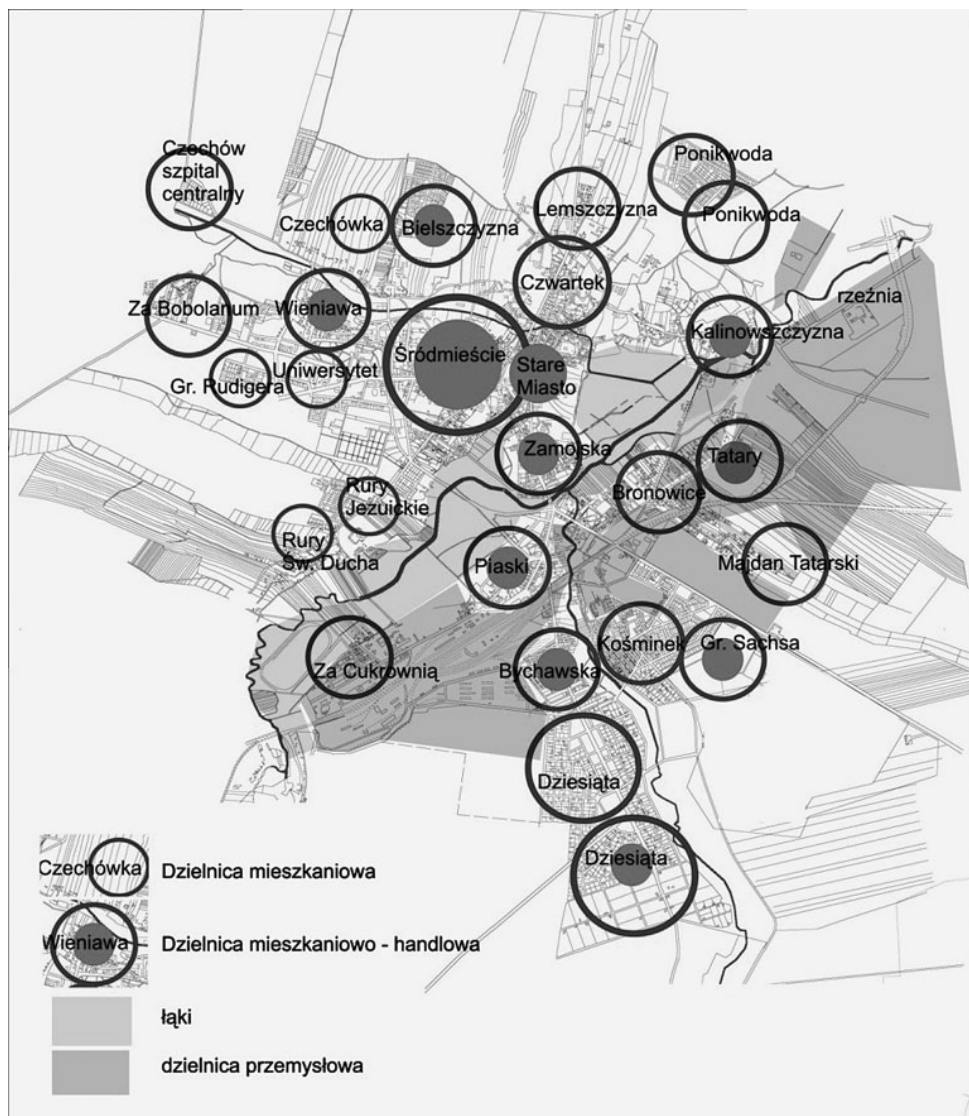 Czechów
szpital
centralny
Ponikwoda
Ponikwoda
Lemszczyzna
Czechówka
Bielszczyzna
Czwartek
Za Bobolanum
Wieniawa
rzeźnia
Kalinowszczyzna
Śródmieście
Stare
Miasto
Uniwersytet
Gr. Rudigera
Zamojska
Tatary
Bronowice
Rury
Jezuickie
Rury
Św. Ducha
Piaski
Majdan Tatarski
Za Cukrownią
Bychawska
Kośminek
Gr. Sachsa
Dziesiąta
Dziesiąta
Czechówka
Dzielnica mieszkaniowa
Wieniawa
Dzielnica mieszkaniowo - handlowa
łąki
dzielnica przemysłowa